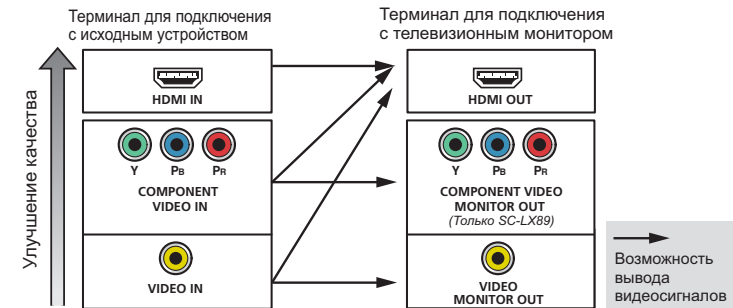 Терминал для подключения
с исходным устройством
Терминал для подключения
с телевизионным монитором
Улучшение качества
HDMI IN
HDMI OUT
Y PB PR
COMPONENT
VIDEO IN
Y PB PR
COMPONENT VIDEO
MONITOR OUT
(Только SC-LX89)
VIDEO IN
VIDEO
MONITOR OUT
Возможность
вывода
видеосигналов